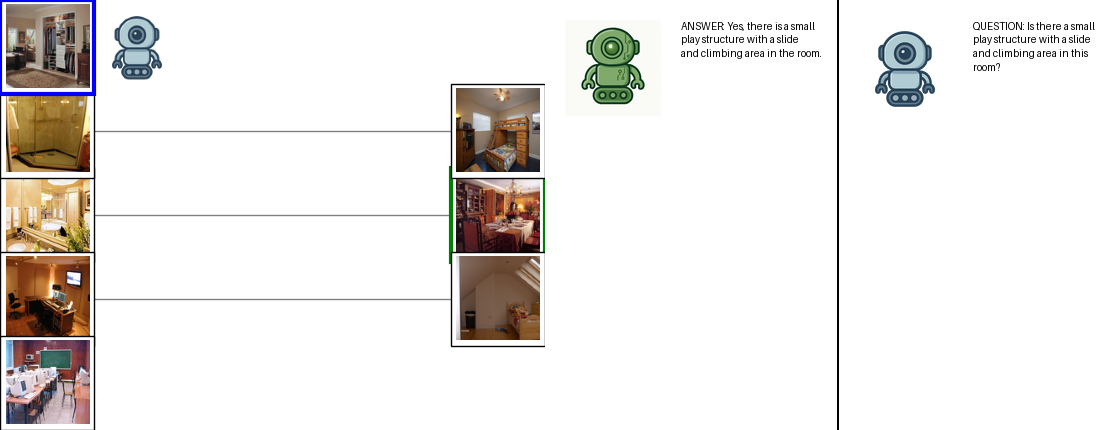 ANSWER: Yes, there is a small
play structure with a slide
and climbing area in the room.
QUESTION: Is there a small
play structure with a slide
and climbing area in this
room?